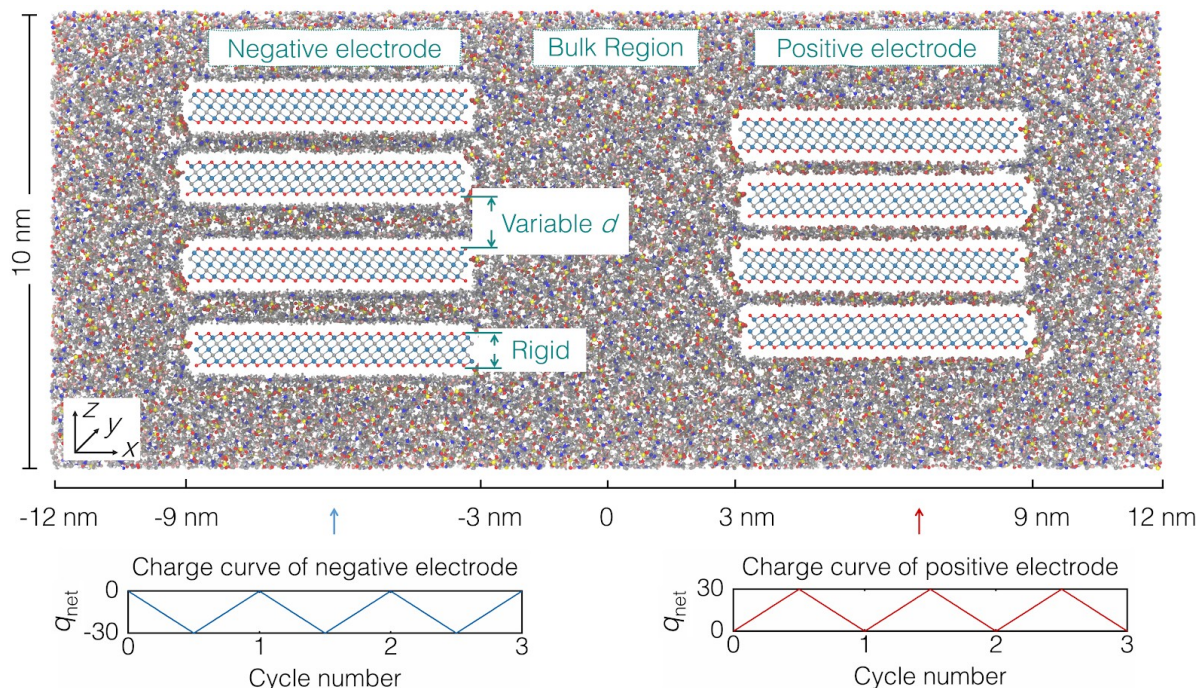 Negative electrode
Bulk Region
Positive electrode
10 nm
Variable d
Rigid
z
y
x
-12 nm
-9 nm
-3 nm
0
3 nm
9 nm
12 nm
Charge curve of negative electrode
qnet
0
-30
0
1
2
3
Cycle number
Charge curve of positive electrode
qnet
30
0
0
1
2
3
Cycle number